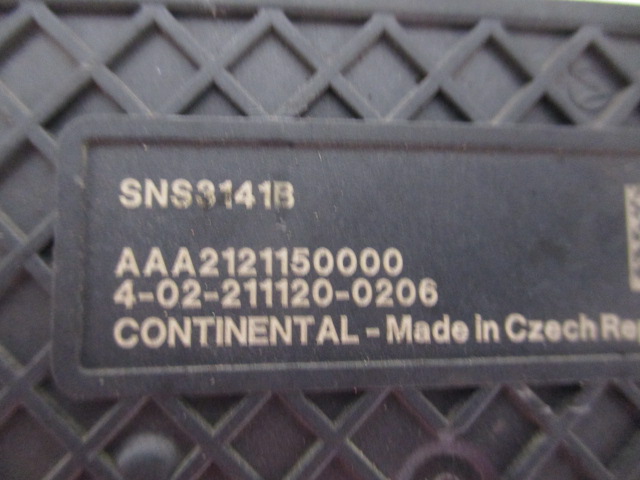 SNS3141B
AAA2121150000
4-02-211120-0206
CONTINENTAL - Made in Czech Rep